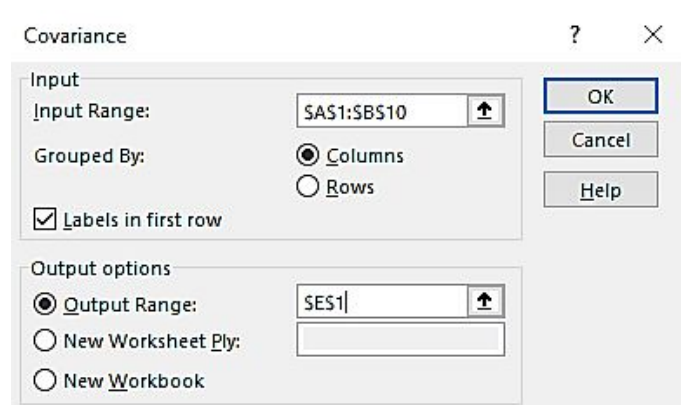 Covariance ?
Input
Input Range: $A$1:$B$10
OK
Grouped By: Columns
Cancel
Rows
Help
Labels in first row
Output options
Output Range: $E$1
New Worksheet Ply:
New Workbook